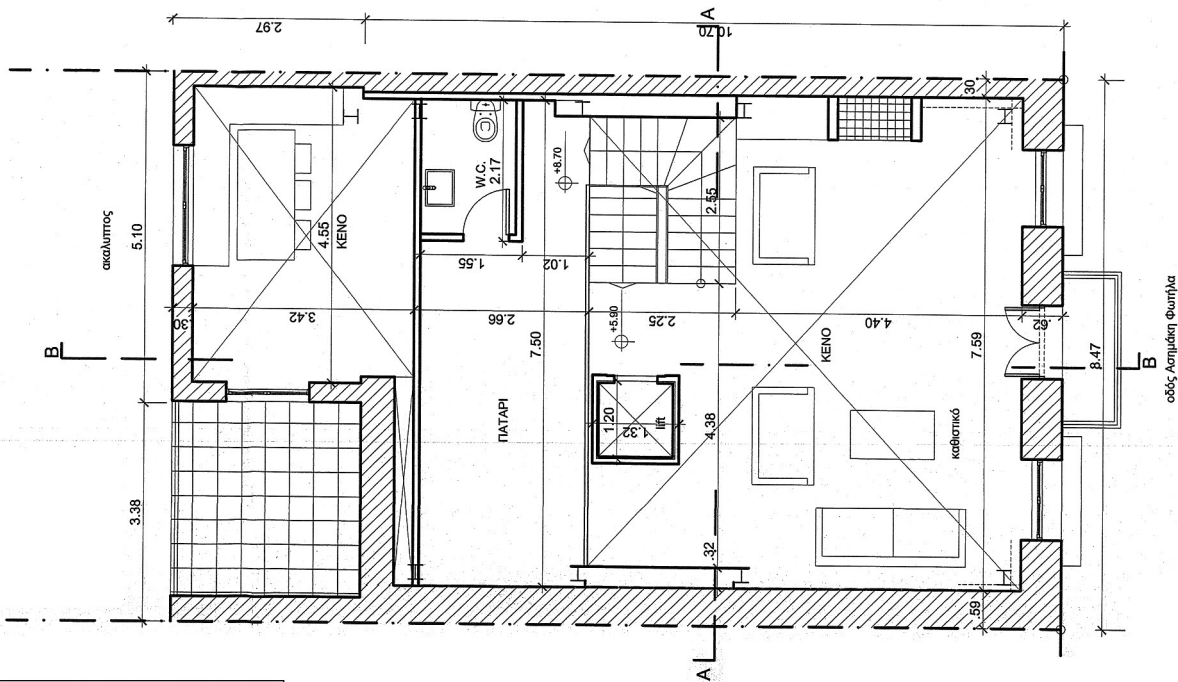 2.97
10.70
A
.30
ακαλυπτος
5.10
4.55
ΚΕΝΟ
W.C.
2.17
+8.70
2.55
1.55
1.02
.30
3.42
2.66
+5.90
2.25
4.40
.62
B
7.50
ΚΕΝΟ
7.59
8.47
B
οδός Ασημάκη Φωτήλα
ΠΑΤΑΡΙ
1.20
1.32
lift
4.38
καθιστικό
3.38
.32
.59
A